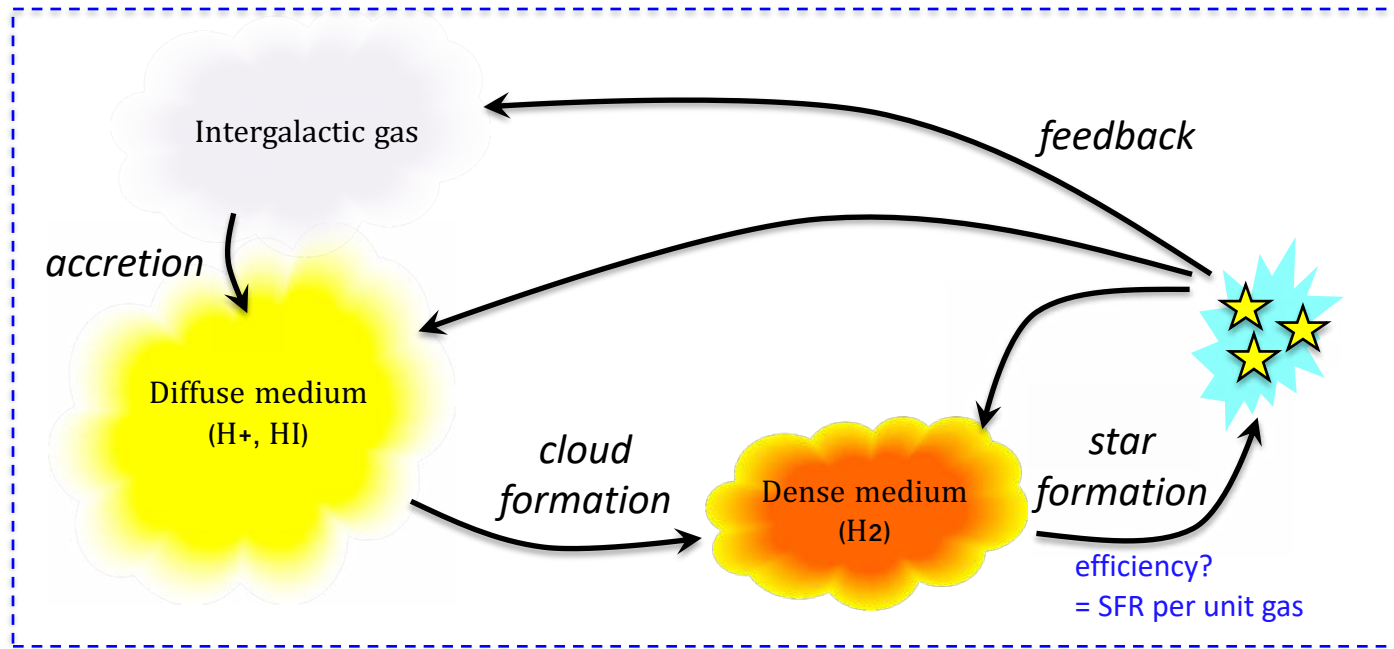 Intergalactic gas
feedback
accretion
Diffuse medium
(H+, HI)
cloud
formation
Dense medium
(H2)
star
formation
efficiency?
= SFR per unit gas